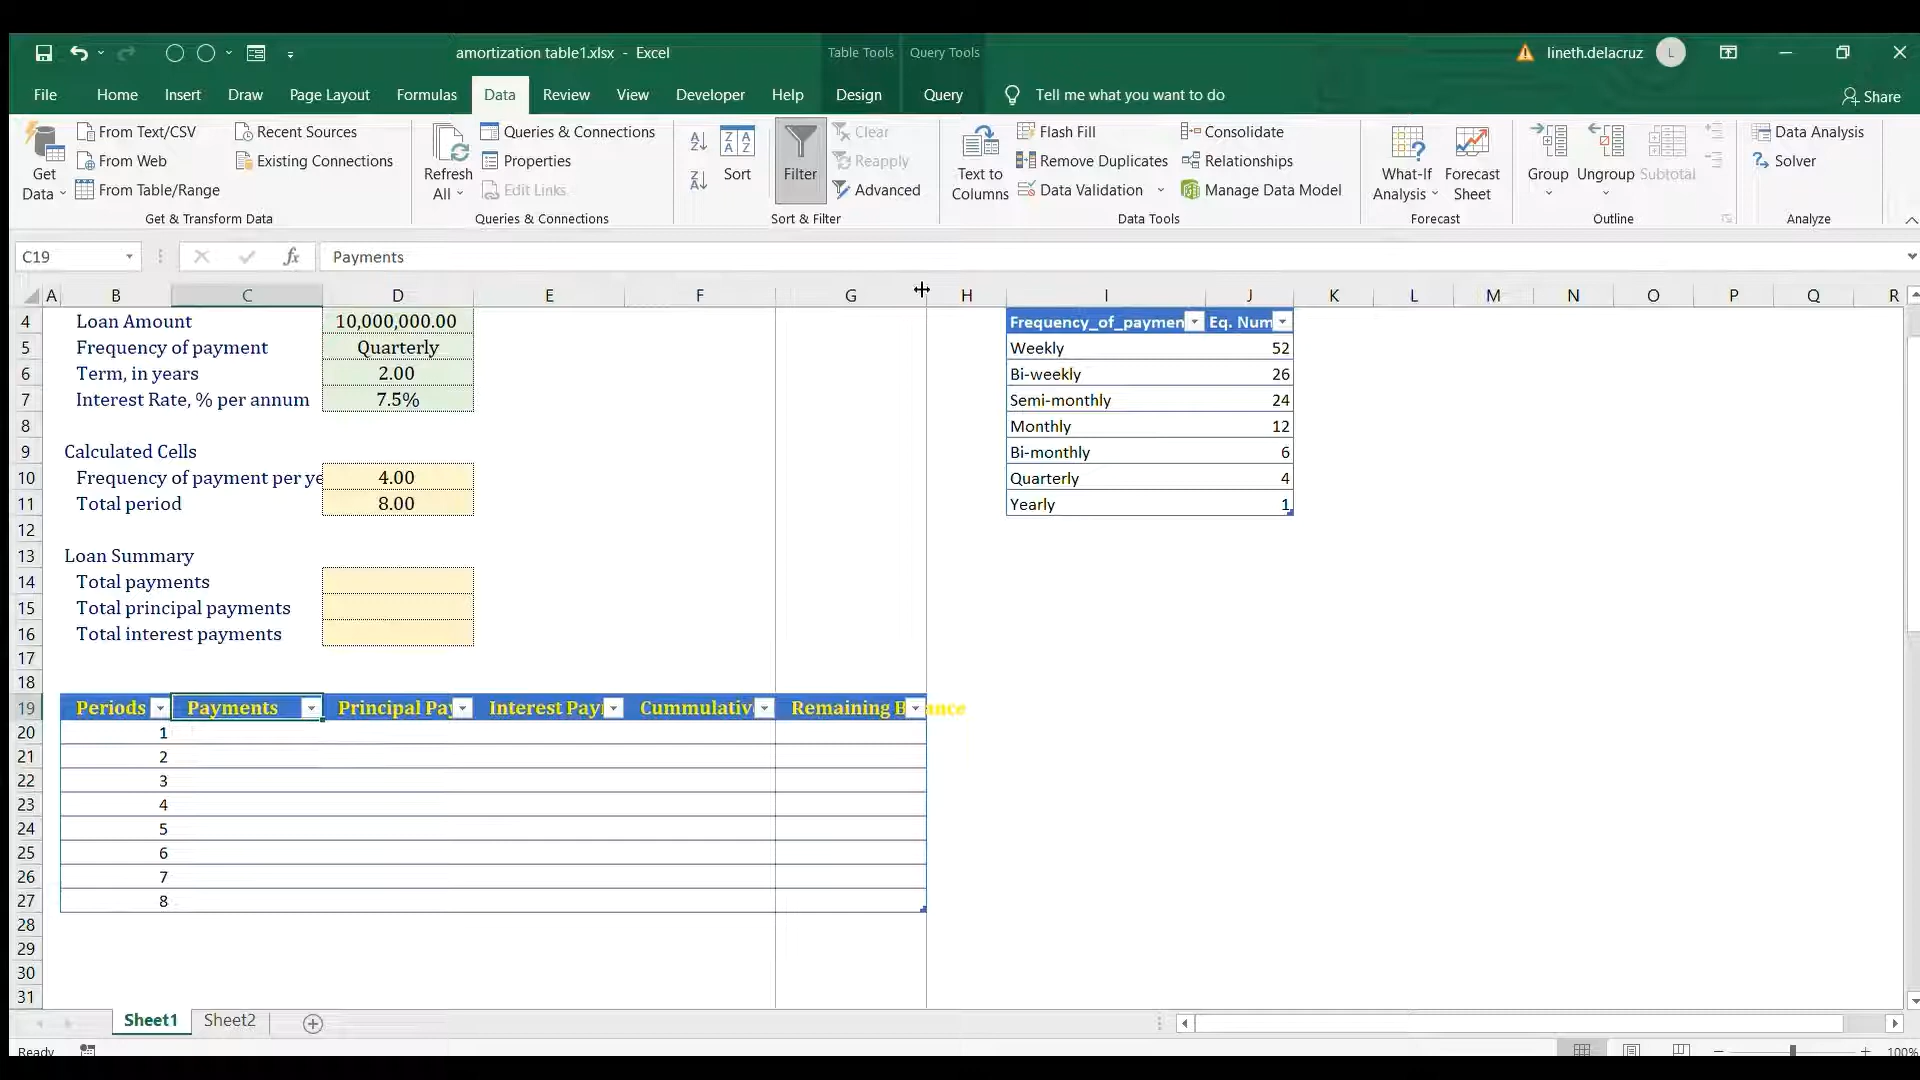 amortization table1.xlsx - Excel
Table Tools Query Tools
lineth.delacruz L
File Home Insert Draw Page Layout Formulas Data Review View Developer Help Design Query Tell me what you want to do Share
Get Data
From Text/CSV
From Web
From Table/Range
Recent Sources
Existing Connections
Get & Transform Data
Refresh All
Queries & Connections
Properties
Edit Links
Queries & Connections
Sort
Filter
Clear
Reapply
Advanced
Sort & Filter
Text to Columns
Flash Fill
Remove Duplicates
Data Validation
Consolidate
Relationships
Manage Data Model
Data Tools
What-If Analysis
Forecast Sheet
Forecast
Group
Ungroup
Subtotal
Outline
Data Analysis
Solver
Analyze
C19 fx Payments
A B C D E F G H I J K L M N O P Q R
4 Loan Amount 10,000,000.00 Frequency_of_paymen Eq. Num
5 Frequency of payment Quarterly Weekly 52
6 Term, in years 2.00 Bi-weekly 26
7 Interest Rate, % per annum 7.5% Semi-monthly 24
8 Monthly 12
9 Calculated Cells Bi-monthly 6
10 Frequency of payment per ye 4.00 Quarterly 4
11 Total period 8.00 Yearly 1
12
13 Loan Summary
14 Total payments
15 Total principal payments
16 Total interest payments
17
18
19 Periods Payments Principal Pay Interest Pay Cummulativ Remaining B ance
20 1
21 2
22 3
23 4
24 5
25 6
26 7
27 8
28
29
30
31
Sheet1 Sheet2
Ready 100%